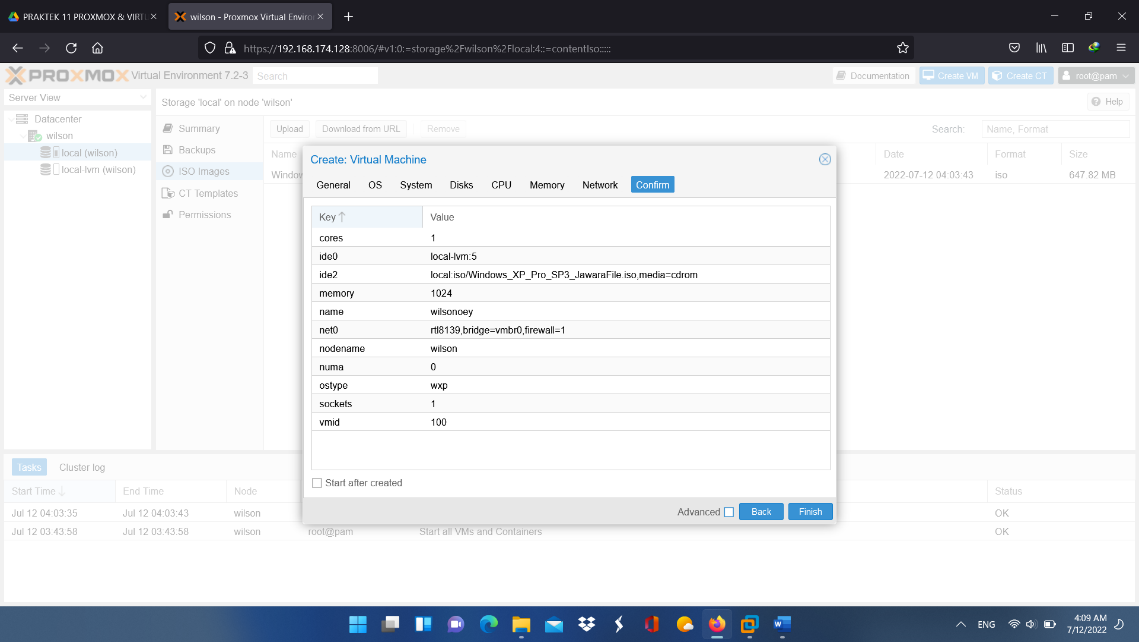 PRAKTEK 11 PROXMOX & VIRT
wilson - Proxmox Virtual Enviro
https://192.168.174.128:8006/#v1:0:=storage%2Fwilson%2Flocal:4::=contentIso:::::
PROXMOX Virtual Environment 7.2-3
Search
Documentation
Create VM
Create CT
root@pam
Server View
Storage 'local' on node 'wilson'
Help
Datacenter
wilson
local (wilson)
local-lvm (wilson)
Summary
Backups
ISO Images
CT Templates
Permissions
Upload
Download from URL
Remove
Search:
Name, Format
Name
Date
Format
Size
Window
2022-07-12 04:03:43
iso
647.82 MB
Create: Virtual Machine
General
OS
System
Disks
CPU
Memory
Network
Confirm
Key Value
cores 1
ide0 local-lvm:5
ide2 local:iso/Windows_XP_Pro_SP3_JawaraFile.iso,media=cdrom
memory 1024
name wilsonoey
net0 rtl8139,bridge=vmbr0,firewall=1
nodename wilson
numa 0
ostype wxp
sockets 1
vmid 100
Start after created
Advanced
Back
Finish
Tasks
Cluster log
Start Time
End Time
Node
Status
Jul 12 04:03:35 Jul 12 04:03:43 wilson OK
Jul 12 03:43:58 Jul 12 03:43:58 wilson root@pam Start all VMs and Containers OK
ENG
4:09 AM
7/12/2022